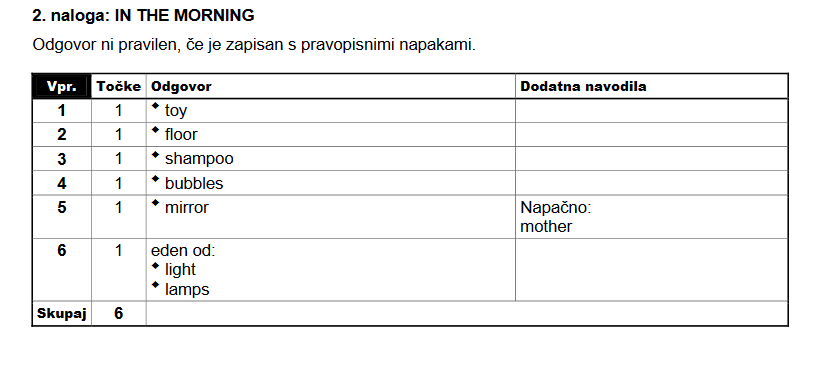 2. naloga: IN THE MORNING
Odgovor ni pravilen, če je zapisan s pravopisnimi napakami.
Vpr. Točke Odgovor Dodatna navodila
1 1 ◆ toy
2 1 ◆ floor
3 1 ◆ shampoo
4 1 ◆ bubbles
5 1 ◆ mirror Napačno:
mother
6 1 eden od:
◆ light
◆ lamps
Skupaj 6